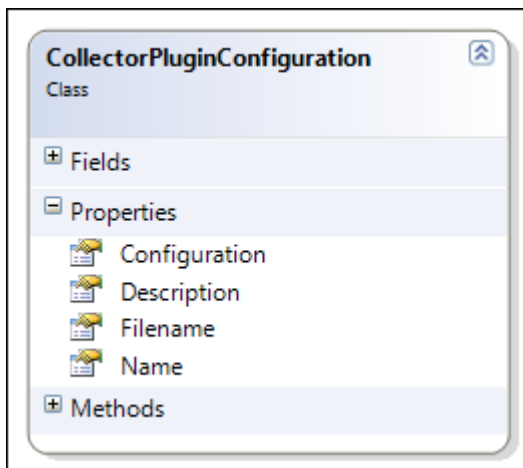 CollectorPluginConfiguration
Class
Fields
Properties
Configuration
Description
Filename
Name
Methods